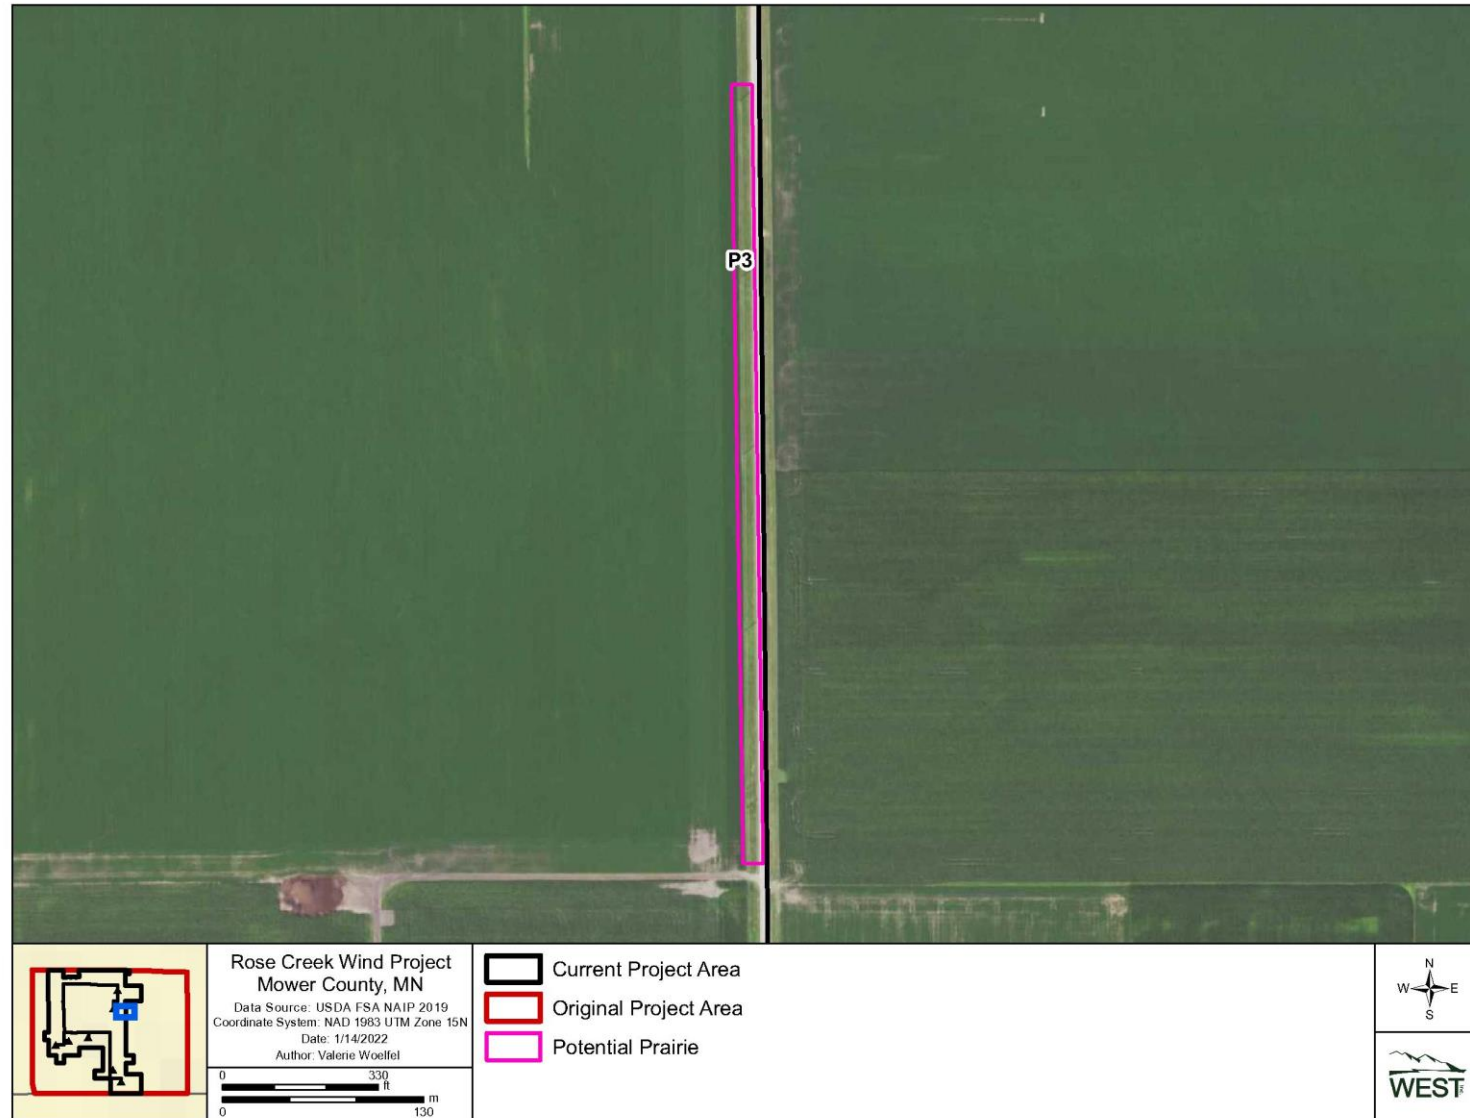 P3
Rose Creek Wind Project
Mower County, MN
Data Source: USDA FSA NAIP 2019
Coordinate System: NAD 1983 UTM Zone 15N
Date: 1/14/2022
Author: Valerie Woelfel
0 330
ft
m
0 130
Current Project Area
Original Project Area
Potential Prairie
N
W E
S
WEST